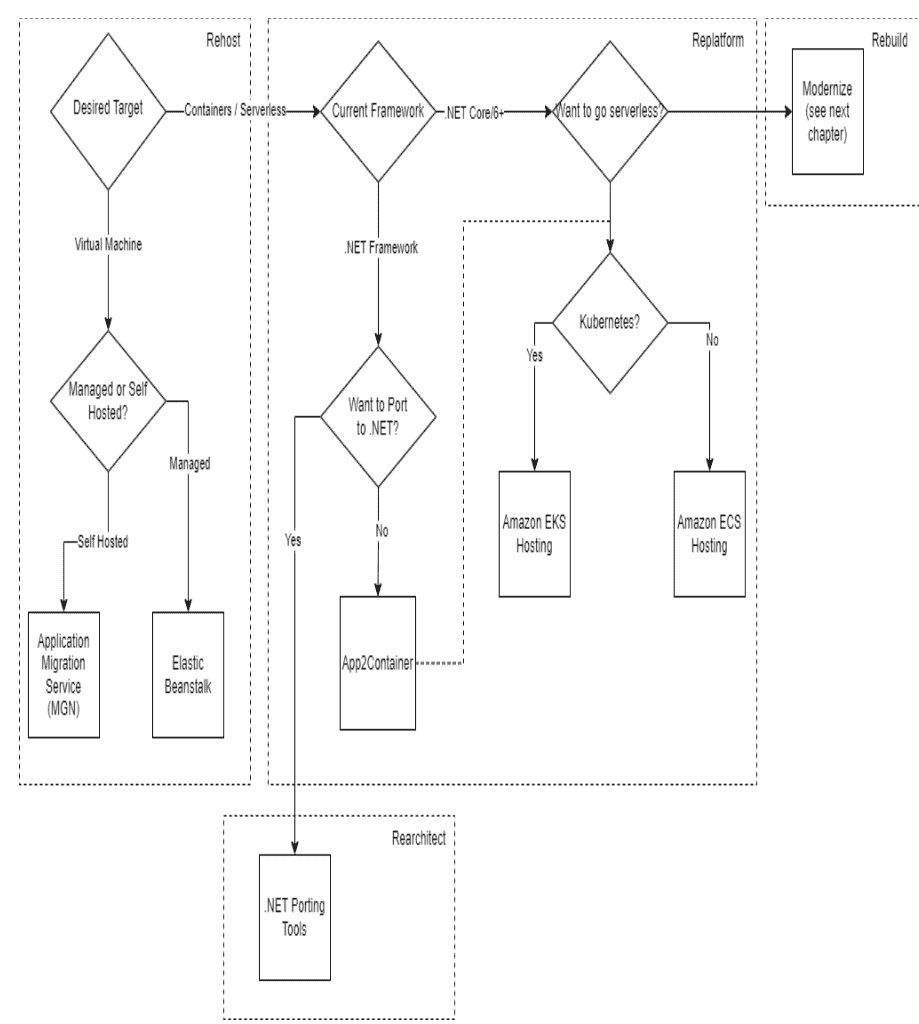 Rehost
Replatform
Rebuild
Desired Target
Containers / Serverless
Current Framework
.NET Core/6+
Want to go serverless?
Modernize
(see next
chapter)
Virtual Machine
.NET Framework
Kubernetes?
Yes
No
Managed or Self
Hosted?
Want to Port
to .NET?
Managed
Self Hosted
Yes
No
Amazon EKS
Hosting
Amazon ECS
Hosting
Application
Migration
Service
(MGN)
Elastic
Beanstalk
App2Container
Rearchitect
.NET Porting
Tools